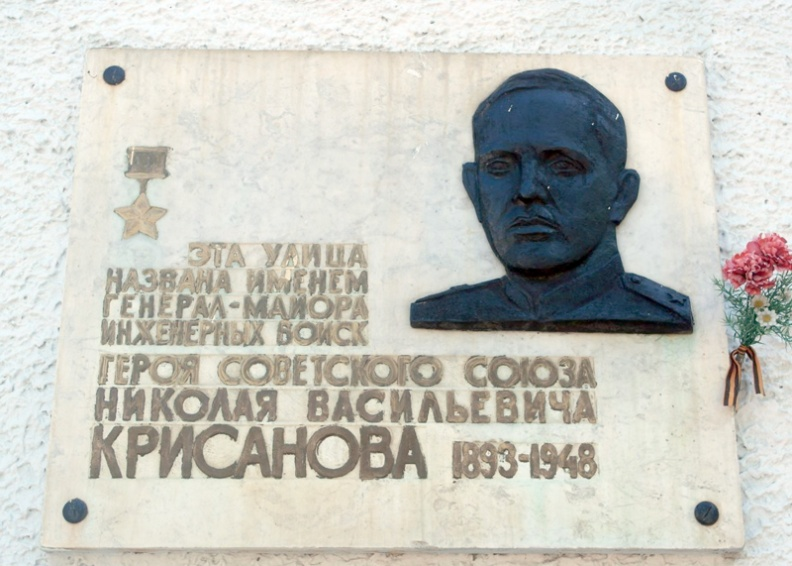 ЭТА УЛИЦА
НАЗВАНА ИМЕНЕМ
ГЕНЕРАЛ-МАЙОРА
ИНЖЕНЕРНЫХ ВОЙСК
ГЕРОЯ СОВЕТСКОГО СОЮЗА
НИКОЛАЯ ВАСИЛЬЕВИЧА
КРИСАНОВА 1893-1948